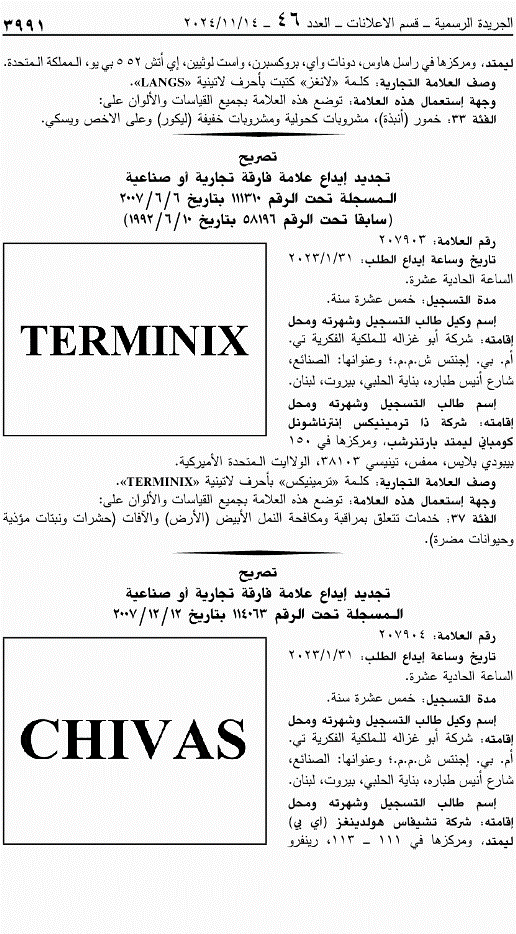 الجريدة الرسمية ــ قسم الاعلانات ــ العدد ٤٦ ــ ٢٠٢٤/١١/١٤ ٣٩٩١
ليمتد، ومركزها في راسل هاوس، دونات واي، بروكسبرن، واست لوثيين، إي أتش ٥٢ ٥ بي يو، المملكة المتحدة.
وصف العلامة التجارية: كلمة «لانغز» كتبت بأحرف لاتينية «LANGS».
وجهة إستعمال هذه العلامة: توضع هذه العلامة بجميع القياسات والألوان على:
الفئة ٣٣: خمور (أنبذة)، مشروبات كحولية ومشروبات خفيفة (ليكور) وعلى الاخص ويسكي.
تصريح
تجديد إيداع علامة فارقة تجارية أو صناعية
المسجلة تحت الرقم ١١١٣١٠ بتاريخ ٢٠٠٧/٦/٦
(سابقا تحت الرقم ٥٨١٩٦ بتاريخ ١٩٩٢/٦/١٠)
رقم العلامة: ٢٠٧٩٠٣
تاريخ وساعة إيداع الطلب: ٢٠٢٣/١/٣١
الساعة الحادية عشرة.
مدة التسجيل: خمس عشرة سنة.
إسم وكيل طالب التسجيل وشهرته ومحل
إقامته: شركة أبو غزاله للملكية الفكرية تي.
أم. بي. إجنتس ش.م.م.؛ وعنوانها: الصنائع،
شارع أنيس طباره، بناية الحلبي، بيروت، لبنان.
TERMINIX
إسم طالب التسجيل وشهرته ومحل
إقامته: شركة ذا ترمينيكس إنترناشونل
كومباني ليمتد بارتنرشب، ومركزها في ١٥٠
بيبودي بلايس، ممفس، تينيسي ٣٨١٠٣، الولايات المتحدة الأميركية.
وصف العلامة التجارية: كلمة «ترمينيكس» بأحرف لاتينية «TERMINIX».
وجهة إستعمال هذه العلامة: توضع هذه العلامة بجميع القياسات والألوان على:
الفئة ٣٧: خدمات تتعلق بمراقبة ومكافحة النمل الأبيض (الأرض) والآفات (حشرات ونبتات مؤذية
وحيوانات مضرة).
تصريح
تجديد إيداع علامة فارقة تجارية أو صناعية
المسجلة تحت الرقم ١١٤٠٦٣ بتاريخ ٢٠٠٧/١٢/١٢
رقم العلامة: ٢٠٧٩٠٤
تاريخ وساعة إيداع الطلب: ٢٠٢٣/١/٣١
الساعة الحادية عشرة.
مدة التسجيل: خمس عشرة سنة.
إسم وكيل طالب التسجيل وشهرته ومحل
إقامته: شركة أبو غزاله للملكية الفكرية تي.
أم. بي. إجنتس ش.م.م.؛ وعنوانها: الصنائع،
شارع أنيس طباره، بناية الحلبي، بيروت، لبنان.
CHIVAS
إسم طالب التسجيل وشهرته ومحل
إقامته: شركة تشيفاس هولدينغز (اي بي)
ليمتد، ومركزها في ١١١ ــ ١١٣، رينفرو